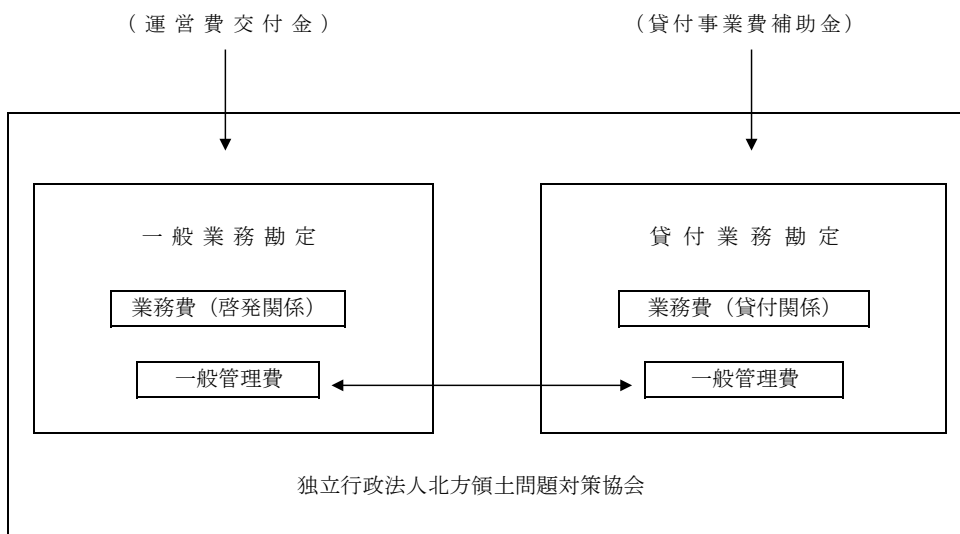 (運営費交付金)
(貸付事業費補助金)
一般業務勘定
貸付業務勘定
業務費(啓発関係)
業務費(貸付関係)
一般管理費
一般管理費
独立行政法人北方領土問題対策協会